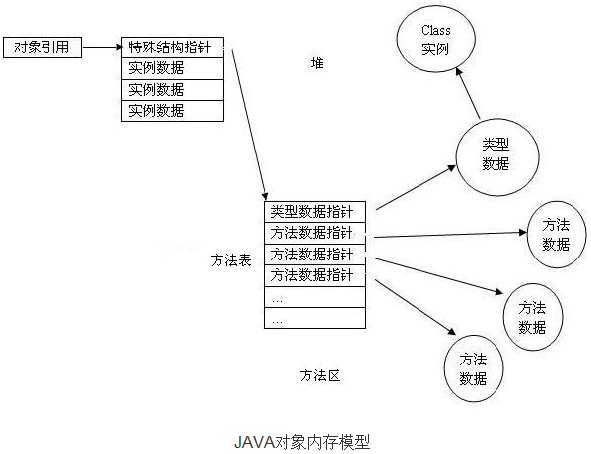 对象引用
特殊结构指针
实例数据
实例数据
实例数据
堆
Class
实例
类型
数据
类型数据指针
方法数据指针
方法数据指针
方法数据指针
...
...
方法表
方法
数据
方法
数据
方法
数据
方法区
JAVA对象内存模型